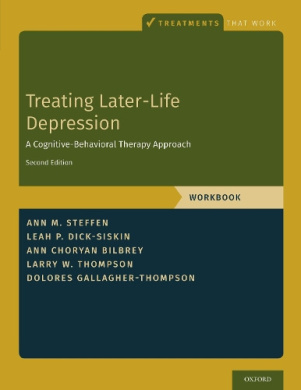 ✓ TREATMENTS THAT WORK
Treating Later-Life
Depression
A Cognitive-Behavioral Therapy Approach
Second Edition
WORKBOOK
ANN M. STEFFEN
LEAH P. DICK-SISKIN
ANN CHORYAN BILBREY
LARRY W. THOMPSON
DOLORES GALLAGHER-THOMPSON
OXFORD